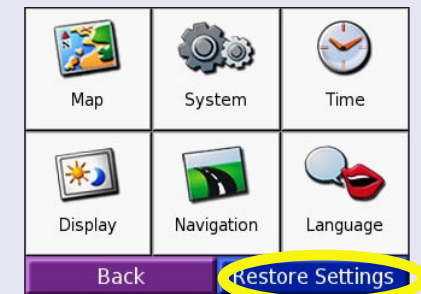 Map System Time
Display Navigation Language
Back Restore Settings